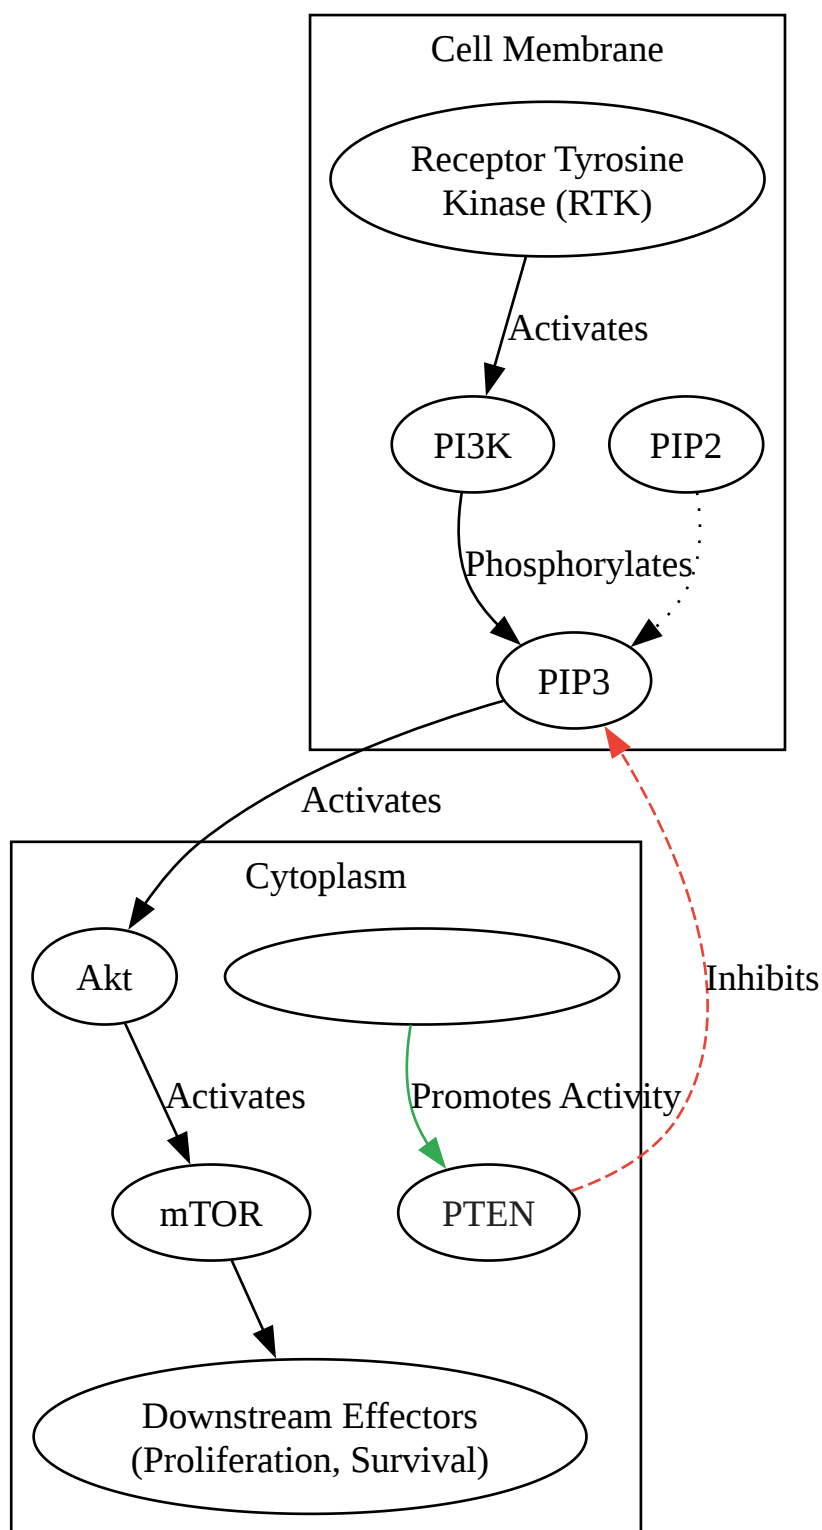 Cell Membrane
Receptor Tyrosine
Kinase (RTK)
Activates
PI3K
PIP2
Phosphorylates
PIP3
Activates
Cytoplasm
Akt
Inhibits
Activates
Promotes Activity
mTOR
PTEN
Downstream Effectors
(Proliferation, Survival)